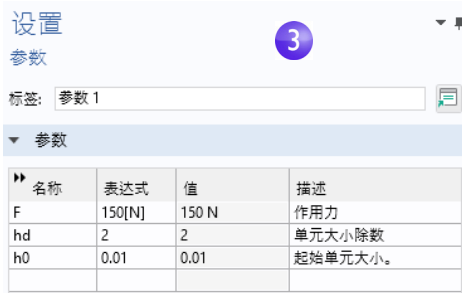 设置
3
参数
标签: 参数 1
参数
名称 表达式 值 描述
F 150[N] 150 N 作用力
hd 2 2 单元大小除数
h0 0.01 0.01 起始单元大小。